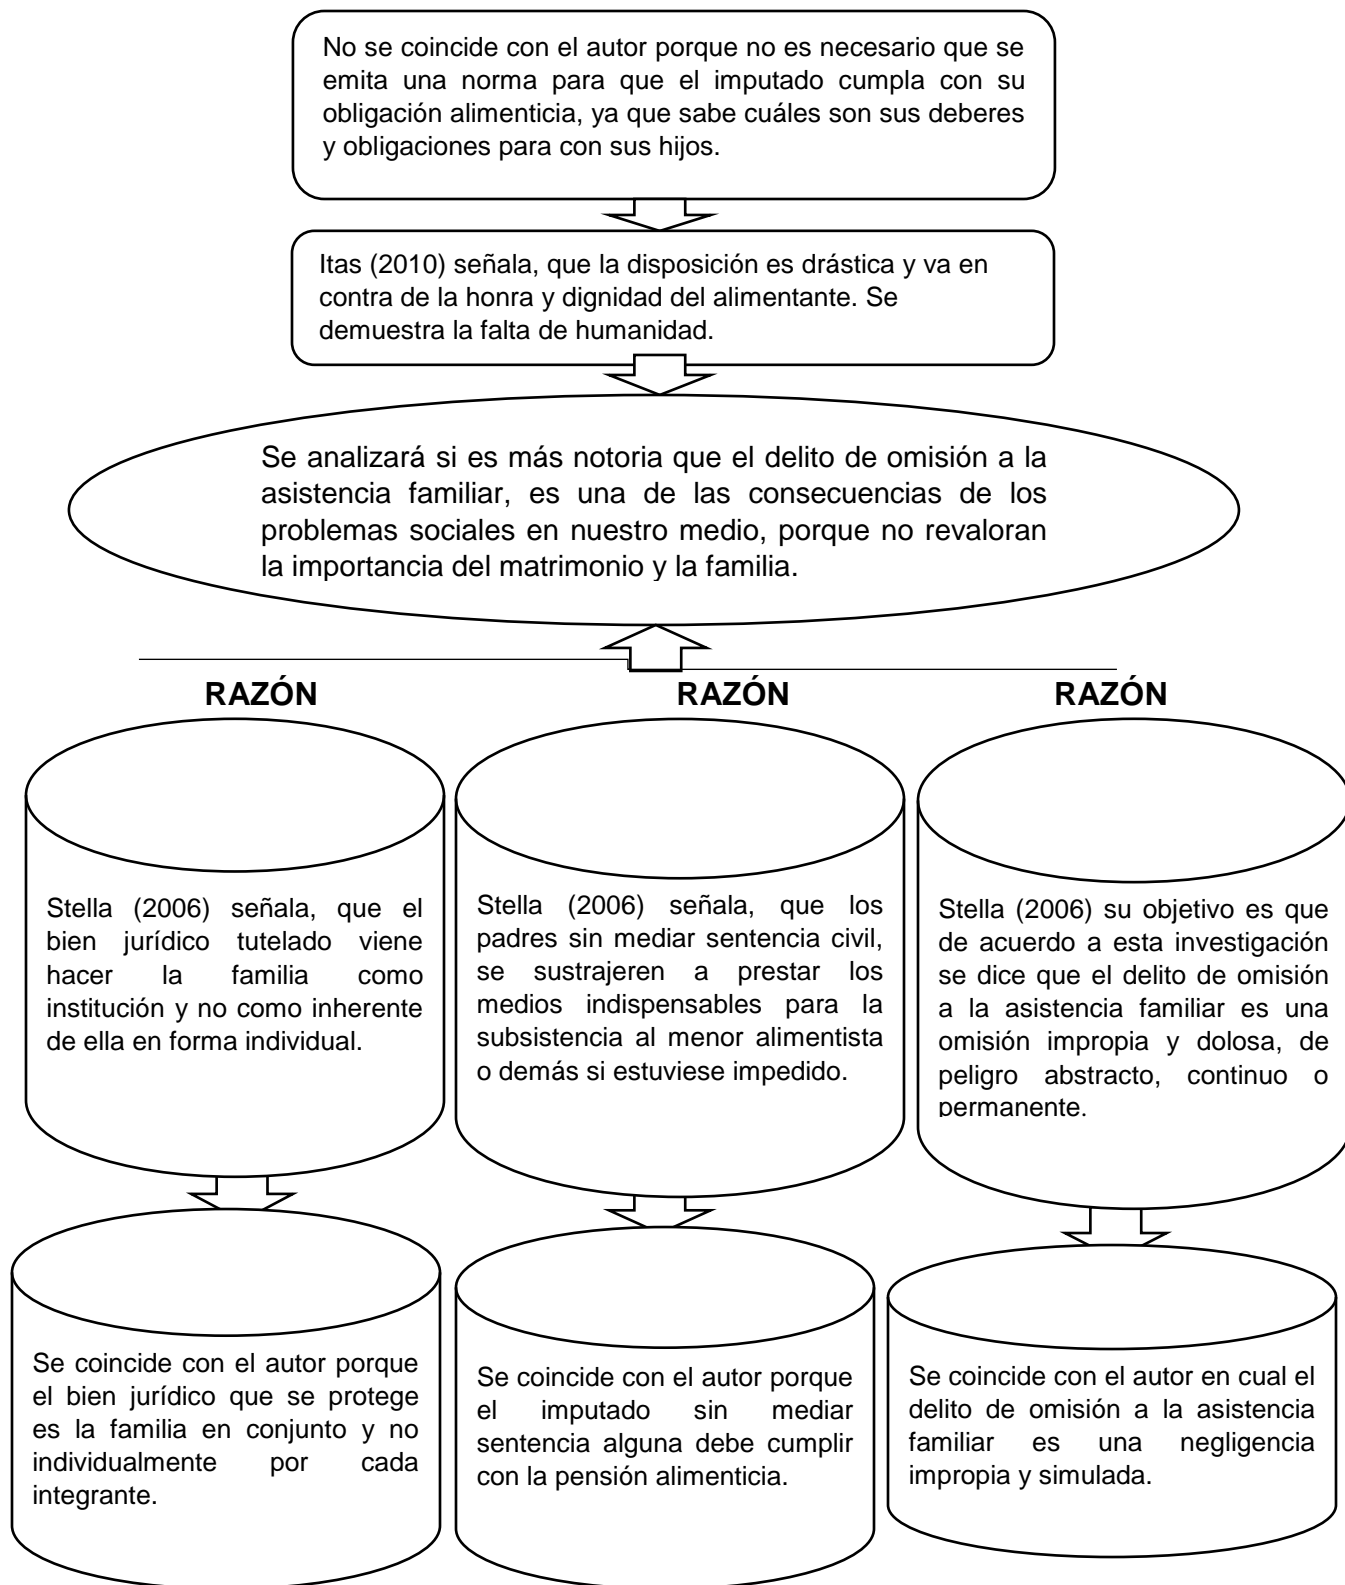 No se coincide con el autor porque no es necesario que se
emita una norma para que el imputado cumpla con su
obligación alimenticia, ya que sabe cuáles son sus deberes
y obligaciones para con sus hijos.
Itas (2010) señala, que la disposición es drástica y va en
contra de la honra y dignidad del alimentante. Se
demuestra la falta de humanidad.
Se analizará si es más notoria que el delito de omisión a la
asistencia familiar, es una de las consecuencias de los
problemas sociales en nuestro medio, porque no revaloran
la importancia del matrimonio y la familia.
RAZÓN
RAZÓN
RAZÓN
Stella (2006) señala, que el
bien jurídico tutelado viene
hacer la familia como
institución y no como inherente
de ella en forma individual.
Stella (2006) señala, que los
padres sin mediar sentencia civil,
se sustrajeren a prestar los
medios indispensables para la
subsistencia al menor alimentista
o demás si estuviese impedido.
Stella (2006) su objetivo es que
de acuerdo a esta investigación
se dice que el delito de omisión
a la asistencia familiar es una
omisión impropia y dolosa, de
peligro abstracto, continuo o
permanente.
Se coincide con el autor porque
el bien jurídico que se protege
es la familia en conjunto y no
individualmente por cada
integrante.
Se coincide con el autor porque
el imputado sin mediar
sentencia alguna debe cumplir
con la pensión alimenticia.
Se coincide con el autor en cual el
delito de omisión a la asistencia
familiar es una negligencia
impropia y simulada.